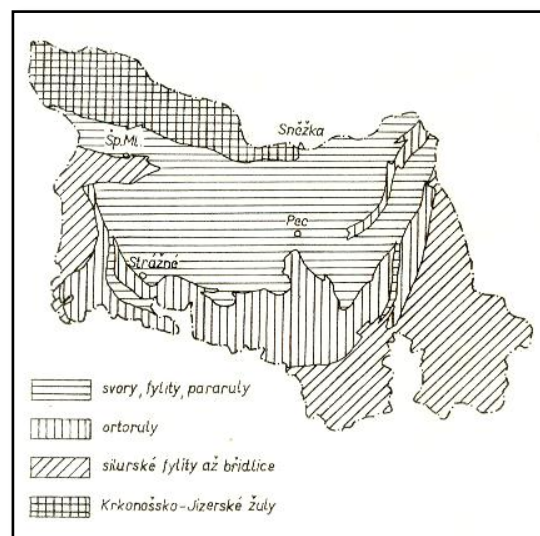 Sněžka
Šp.Ml.
Pec
Strážné
svory, fylity, pararuly
ortoruly
silurské fylity až břidlice
Krkonošsko-Jizerské žuly